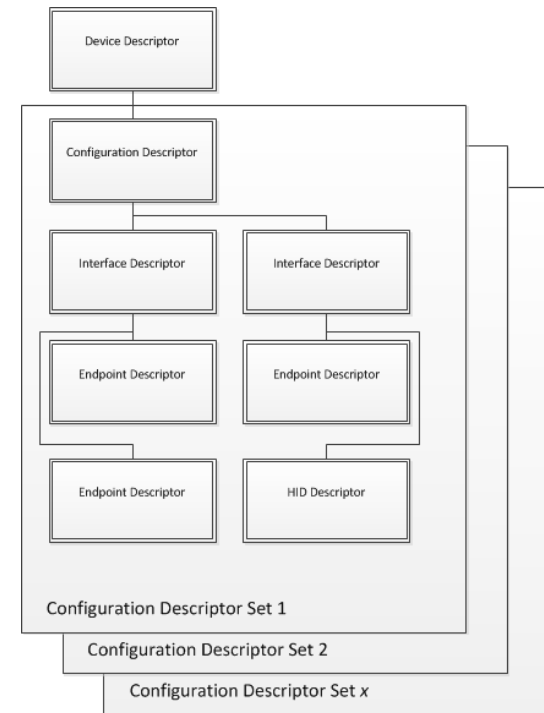 Device Descriptor
Configuration Descriptor
Interface Descriptor
Interface Descriptor
Endpoint Descriptor
Endpoint Descriptor
Endpoint Descriptor
HID Descriptor
Configuration Descriptor Set 1
Configuration Descriptor Set 2
Configuration Descriptor Set x